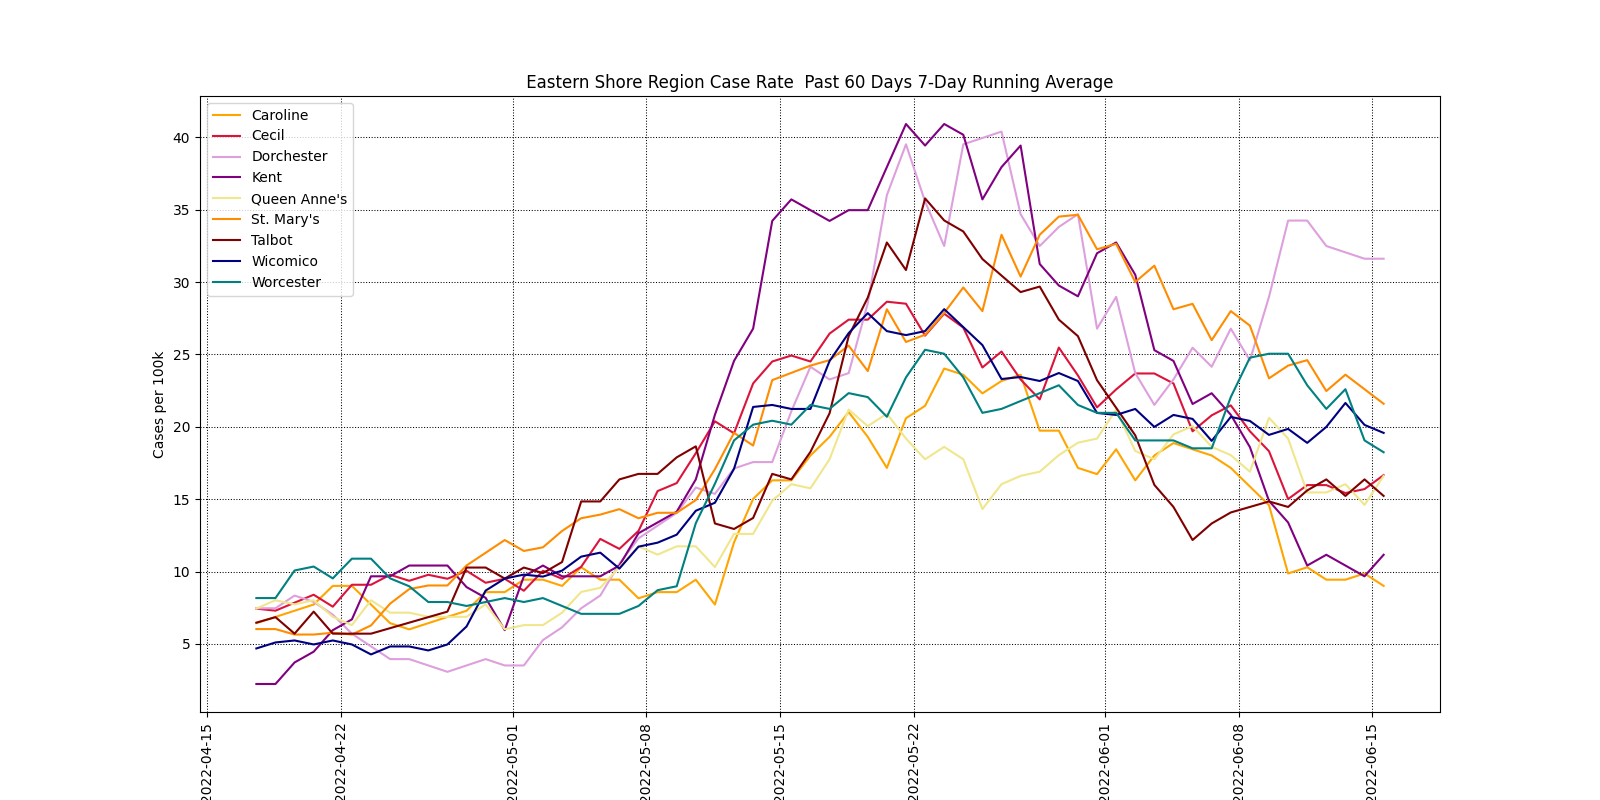 Eastern Shore Region Case Rate  Past 60 Days 7-Day Running Average
Caroline
Cecil
Dorchester
Kent
Queen Anne's
St. Mary's
Talbot
Wicomico
Worcester
Cases per 100k
40
35
30
25
20
15
10
5
2022-04-15
2022-04-22
2022-05-01
2022-05-08
2022-05-15
2022-05-22
2022-06-01
2022-06-08
2022-06-15